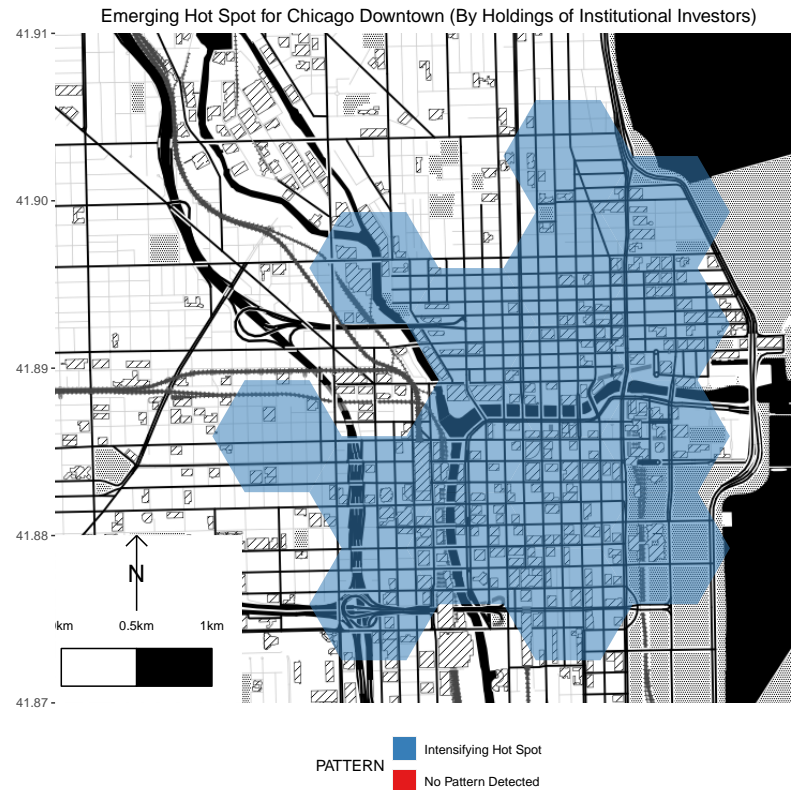 Emerging Hot Spot for Chicago Downtown (By Holdings of Institutional Investors)
41.91
41.90
41.89
41.88
41.87
N
0km 0.5km 1km
PATTERN
Intensifying Hot Spot
No Pattern Detected